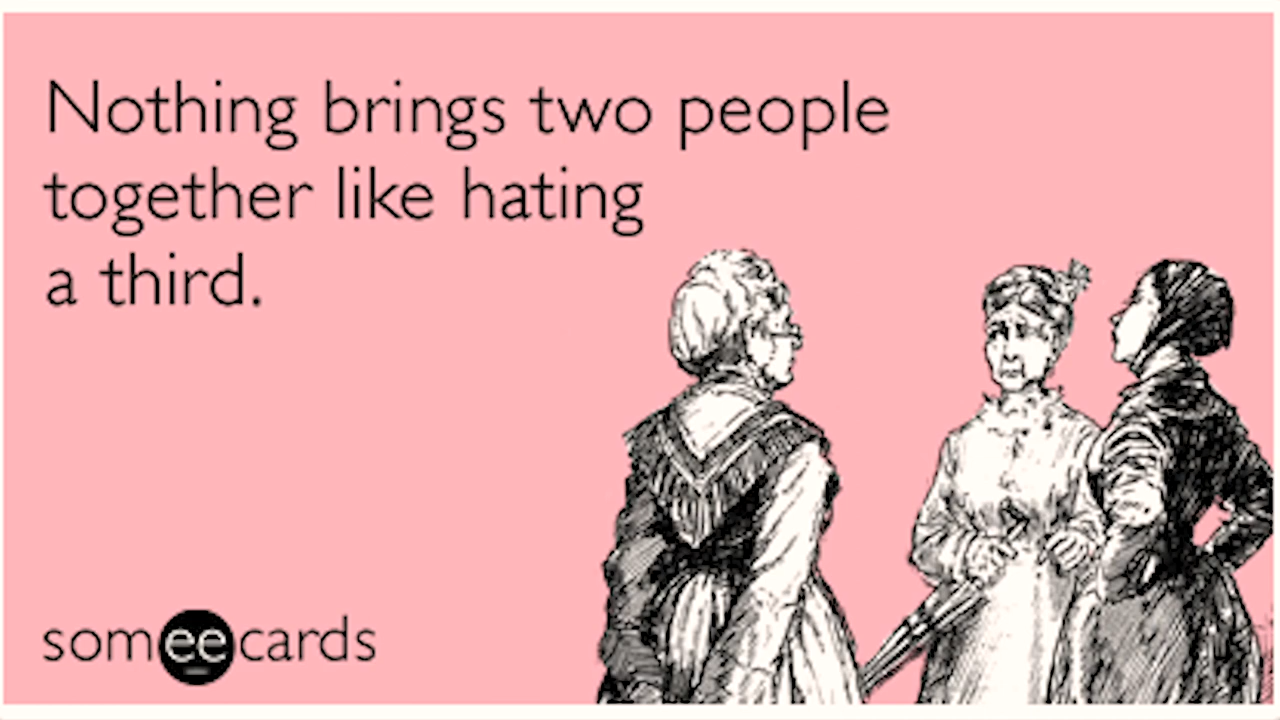 Nothing brings two people
together like hating
a third.
someecards